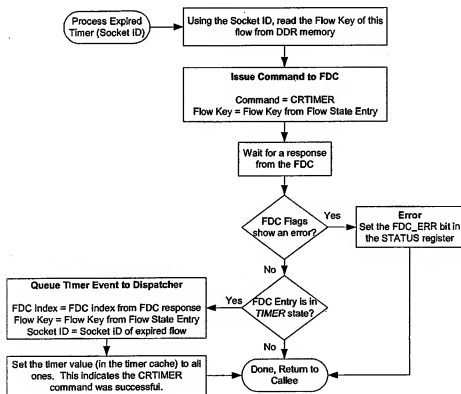 Process Expired
Timer (Socket ID)
Using the Socket ID, read the Flow Key of this
flow from DDR memory
Issue Command to FDC
Command = CRTIMER
Flow Key = Flow Key from Flow State Entry
Wait for a response
from the FDC
FDC Flags
show an error?
Yes
Error
Set the FDC_ERR bit in
the STATUS register
No
Queue Timer Event to Dispatcher
FDC index = FDC index from FDC response
Flow Key = Flow Key from Flow State Entry
Socket ID = Socket ID of expired flow
Yes
FDC Entry is in
TIMER state?
No
Set the timer value (in the timer cache) to all
ones. This indicates the CRTIMER
command was successful.
Done, Return to
Callee